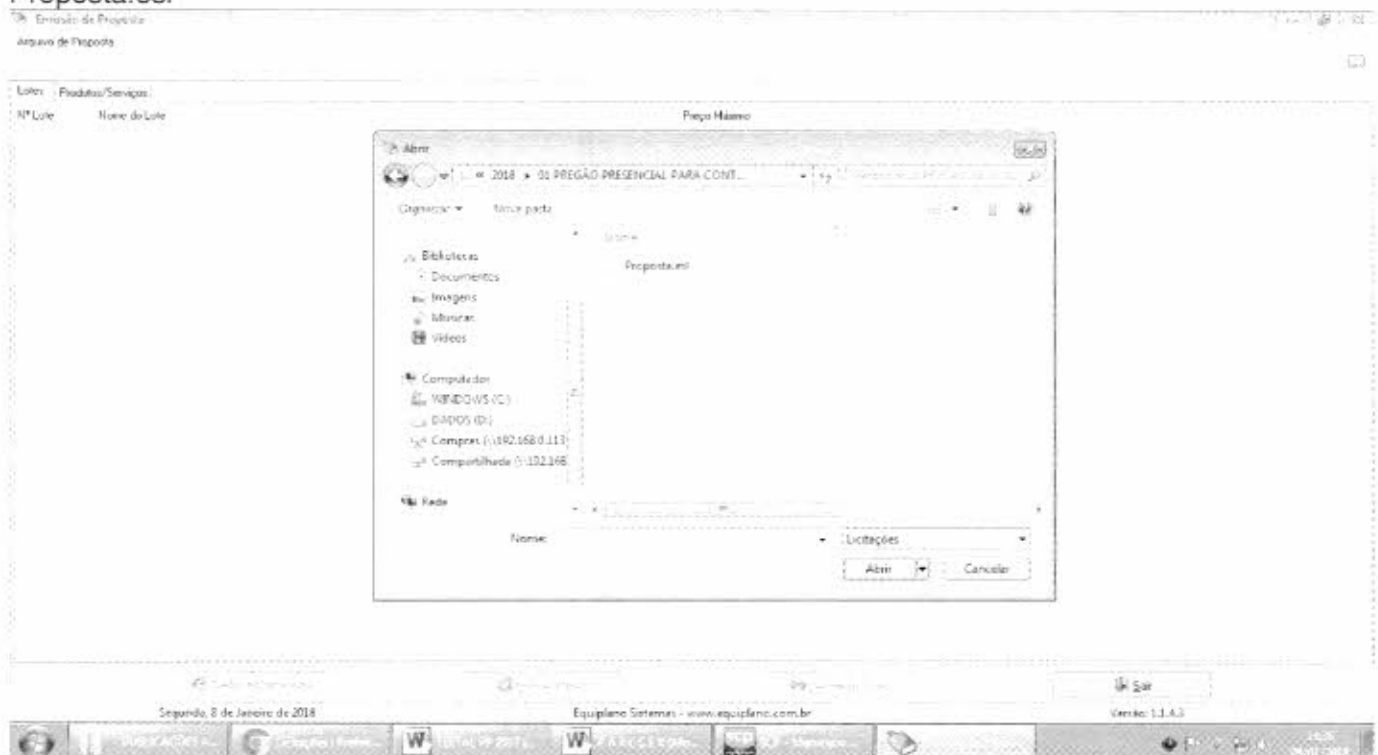 Proposta.esl
Emissão de Proposta
Arquivo de Proposta
Lotes Produtos/Serviços
Nº Lote Nome do Lote Preço Máximo
Abrir
« 2018 ▸ 01 PREGÃO PRESENCIAL PARA CONT...
Organizar Nova pasta
Nome
Bibliotecas
Proposta.esl
Documentos
Imagens
Músicas
Vídeos
Computador
WINDOWS (C:)
DADOS (D:)
Compras (\\192.168.0.113
Compartilhada (\\192.168
Rede
Nome: Licitações
Abrir Cancelar
Sair
Segunda, 8 de Janeiro de 2018 Equiplano Sistemas - www.equiplano.com.br Versão: 1.1.4.3